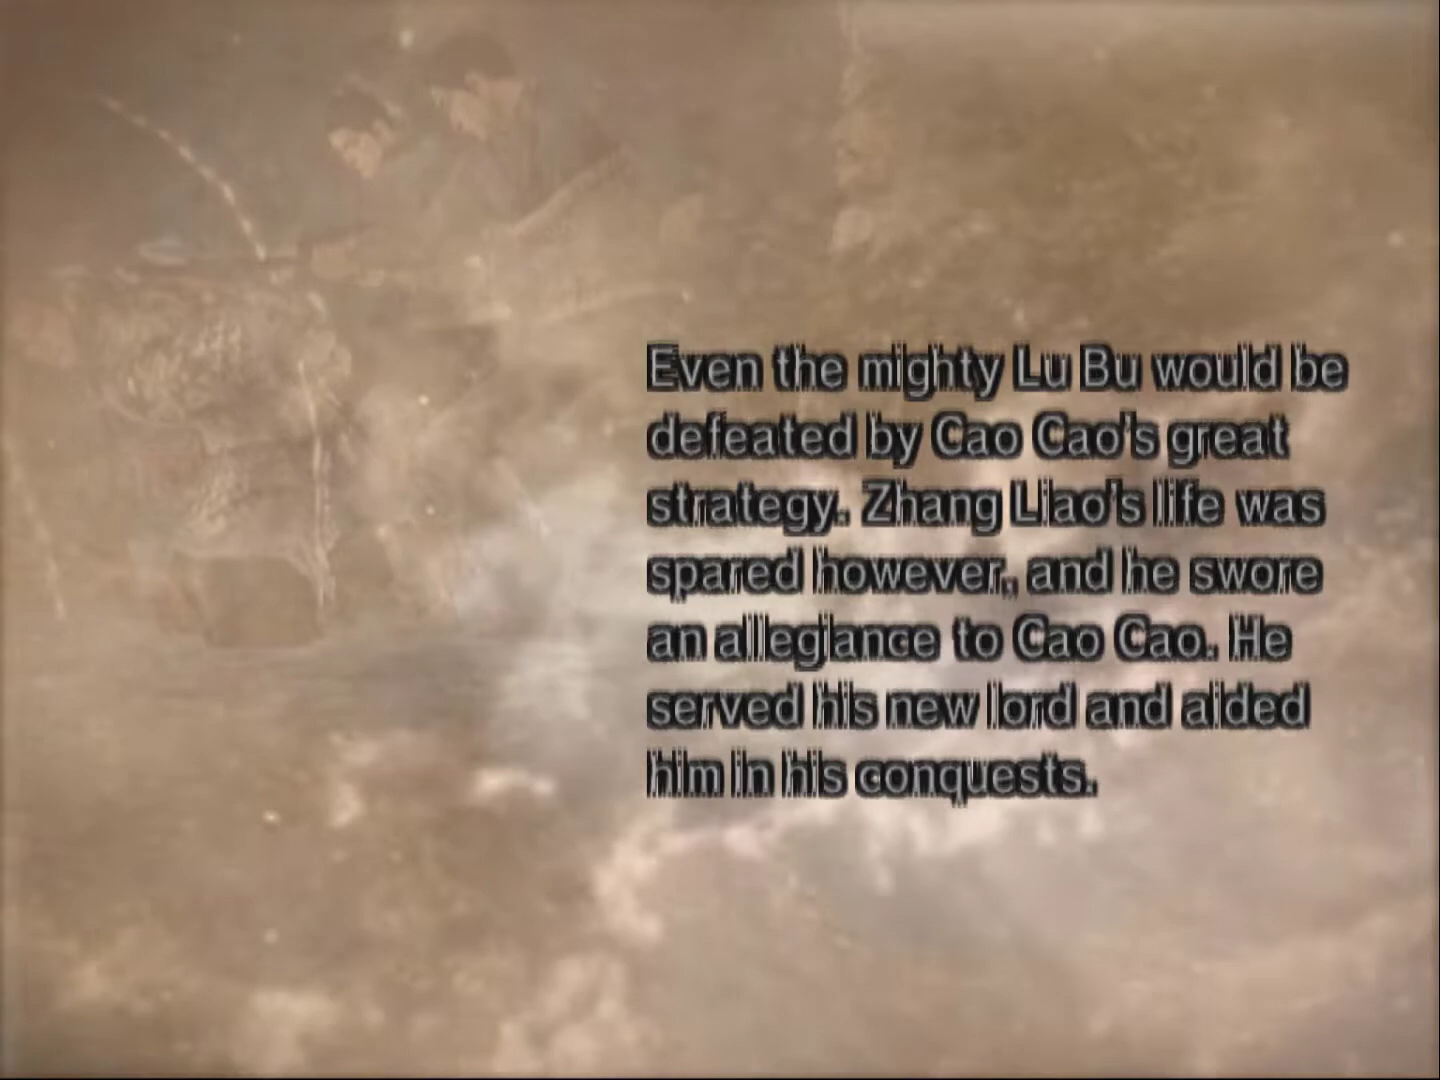 Even the mighty Lu Bu would be
defeated by Cao Cao's great
strategy. Zhang Liao's life was
spared however, and he swore
an allegiance to Cao Cao. He
served his new lord and aided
him in his conquests.